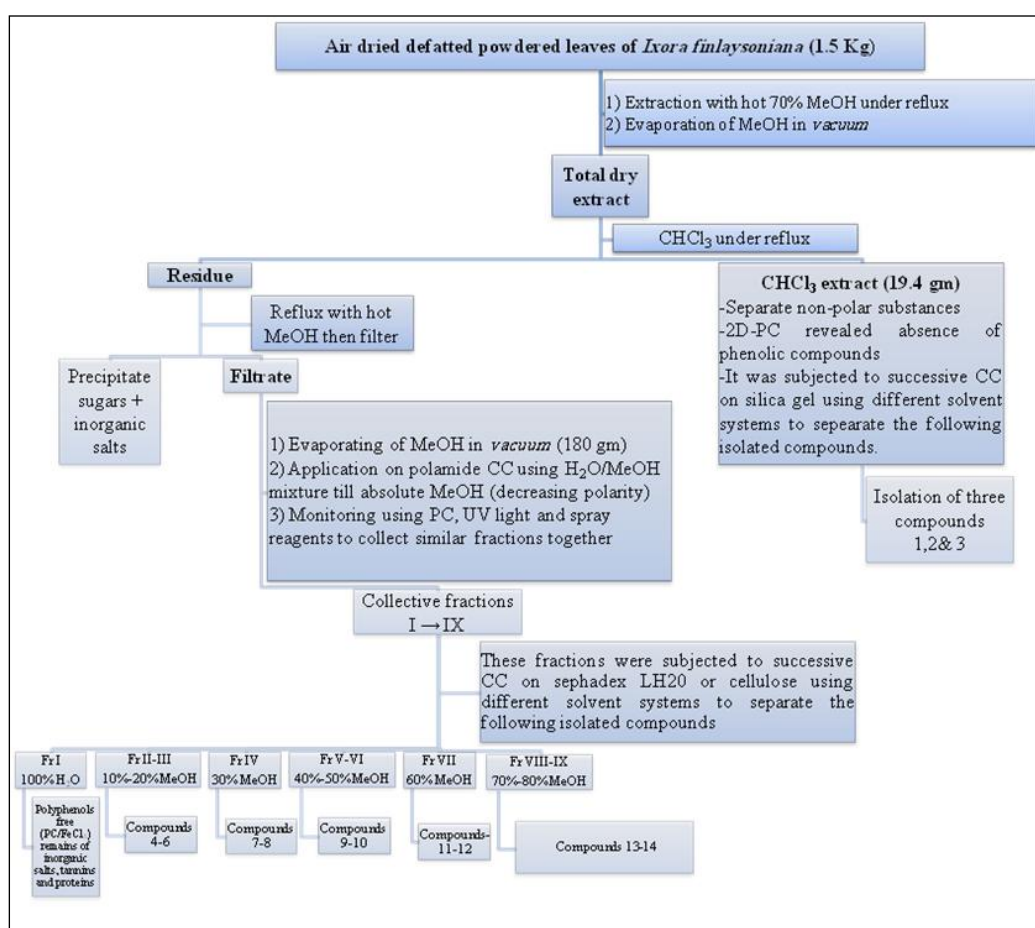 Air dried defatted powdered leaves of Ixora finlaysoniana (1.5 Kg)
1) Extraction with hot 70% MeOH under reflux
2) Evaporation of MeOH in vacuum
Total dry
extract
CHCl₃ under reflux
Residue
Reflux with hot
MeOH then filter
CHCl₃ extract (19.4 gm)
-Separate non-polar substances
-2D-PC revealed absence of
phenolic compounds
-It was subjected to successive CC
on silica gel using different solvent
systems to sepearate the following
isolated compounds.
Precipitate
sugars +
inorganic
salts
Filtrate
1) Evaporating of MeOH in vacuum (180 gm)
2) Application on polamide CC using H₂O/MeOH
mixture till absolute MeOH (decreasing polarity)
3) Monitoring using PC, UV light and spray
reagents to collect similar fractions together
Isolation of three
compounds
1,2& 3
Collective fractions
I → IX
These fractions were subjected to successive
CC on sephadex LH20 or cellulose using
different solvent systems to separate the
following isolated compounds
Fr I
100% H₂O
Fr II-III
10%-20%MeOH
Fr IV
30% MeOH
Fr V-VI
40%-50%MeOH
Fr VII
60% MeOH
Fr VIII-IX
70%-80%MeOH
Polyphenols
free
(PC/FeCl.)
remains of
inorganic
salts, tannins
and proteins
Compounds
4-6
Compounds
7-8
Compounds
9-10
Compounds-
11-12
Compounds 13-14